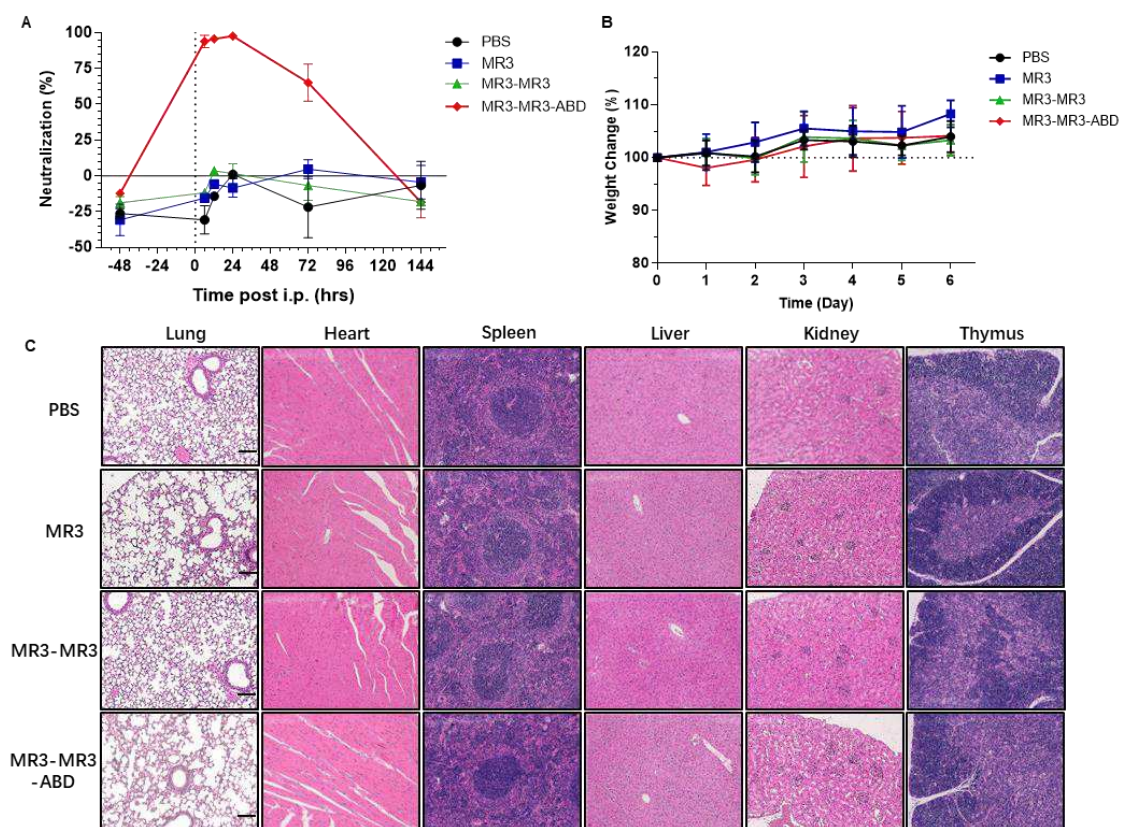 A
Neutralization (%)
100
75
50
25
0
-25
-50
-48 -24 0 24 48 72 96 120 144
Time post i.p. (hrs)
PBS
MR3
MR3-MR3
MR3-MR3-ABD
B
Weight Change (%)
120
110
100
90
80
0 1 2 3 4 5 6
Time (Day)
PBS
MR3
MR3-MR3
MR3-MR3-ABD
C
Lung Heart Spleen Liver Kidney Thymus
PBS
MR3
MR3-MR3
MR3-MR3
-ABD